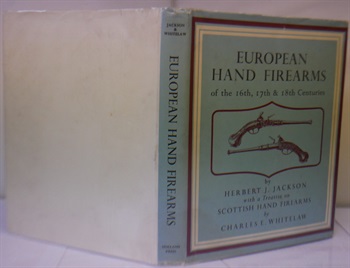 JACKSON
&
WHITELAW
EUROPEAN HAND FIREARMS
EUROPEAN
HAND FIREARMS
of the 16th, 17th & 18th Centuries
by
HERBERT J. JACKSON
with a Treatise on
SCOTTISH HAND FIREARMS
by
CHARLES E. WHITELAW